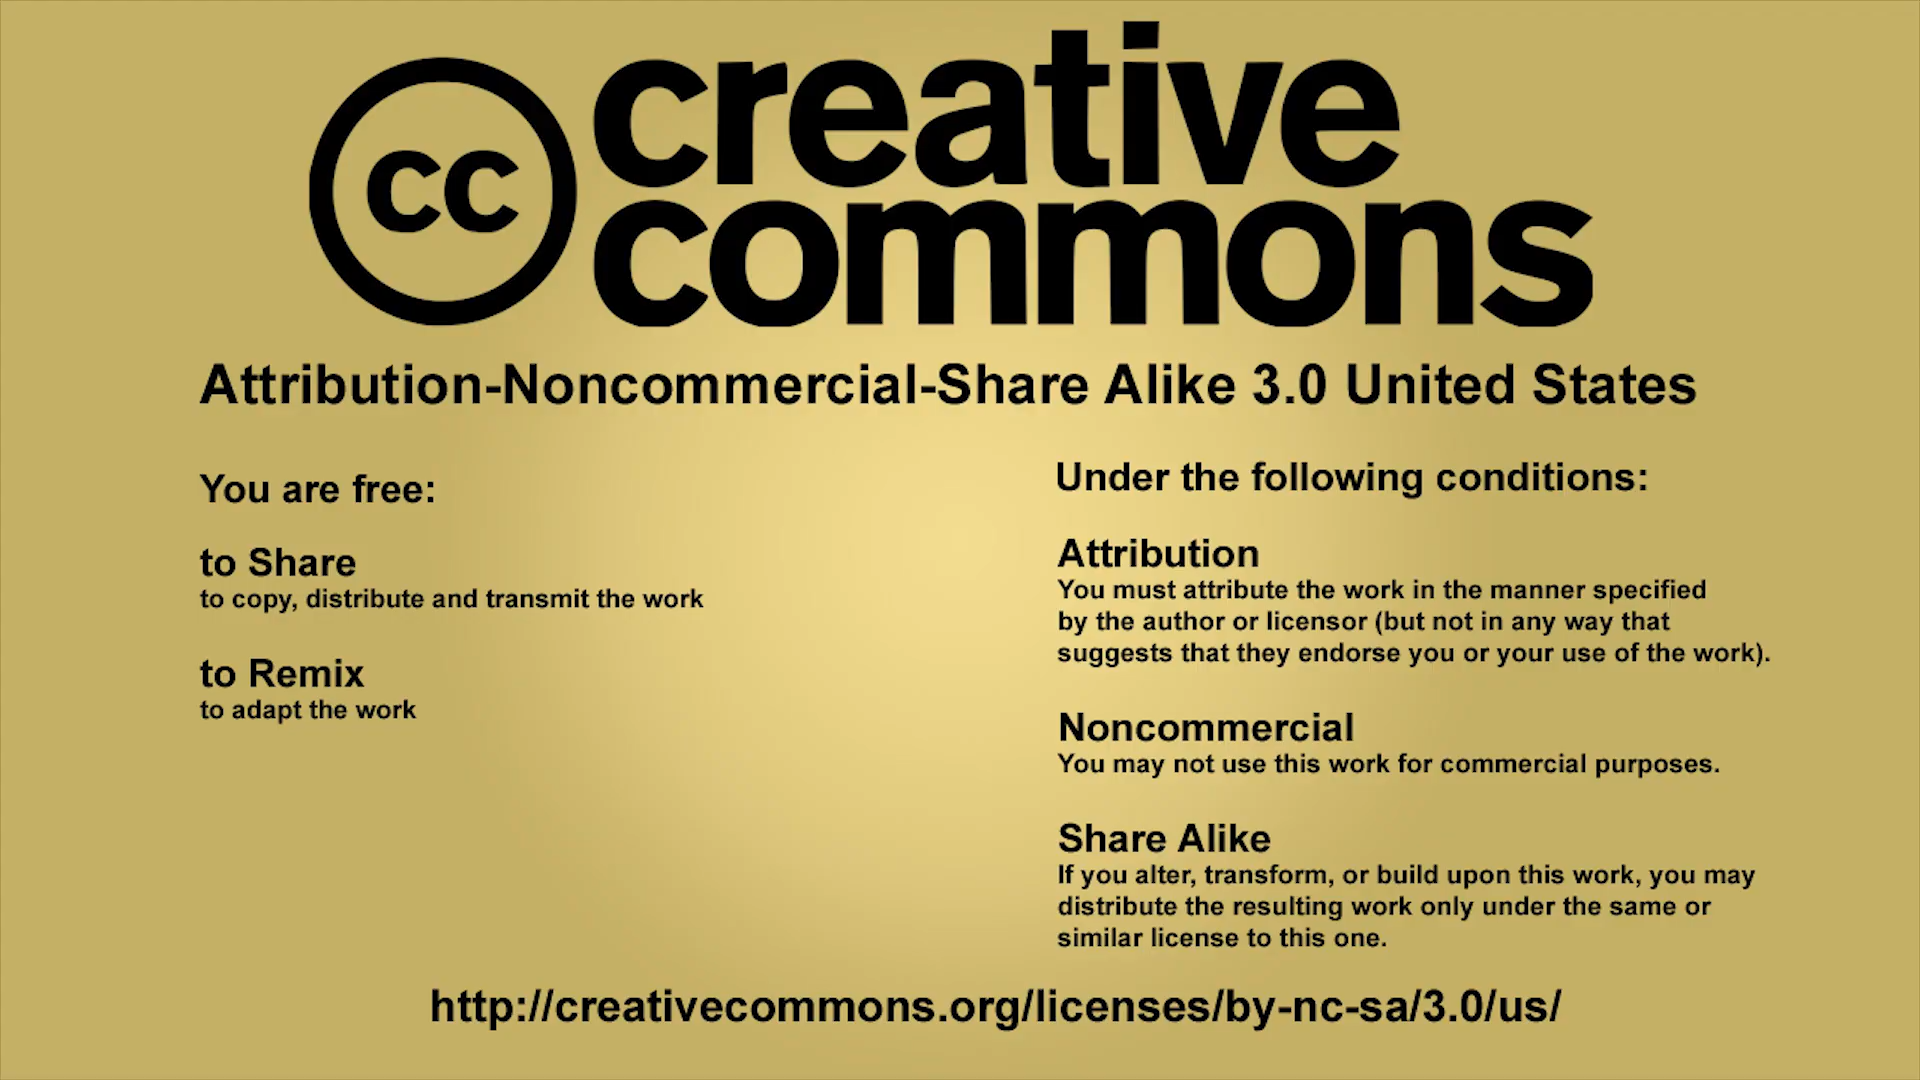 cc
creative
commons
Attribution-Noncommercial-Share Alike 3.0 United States
You are free:
to Share
to copy, distribute and transmit the work
to Remix
to adapt the work
Under the following conditions:
Attribution
You must attribute the work in the manner specified
by the author or licensor (but not in any way that
suggests that they endorse you or your use of the work).
Noncommercial
You may not use this work for commercial purposes.
Share Alike
If you alter, transform, or build upon this work, you may
distribute the resulting work only under the same or
similar license to this one.
http://creativecommons.org/licenses/by-nc-sa/3.0/us/